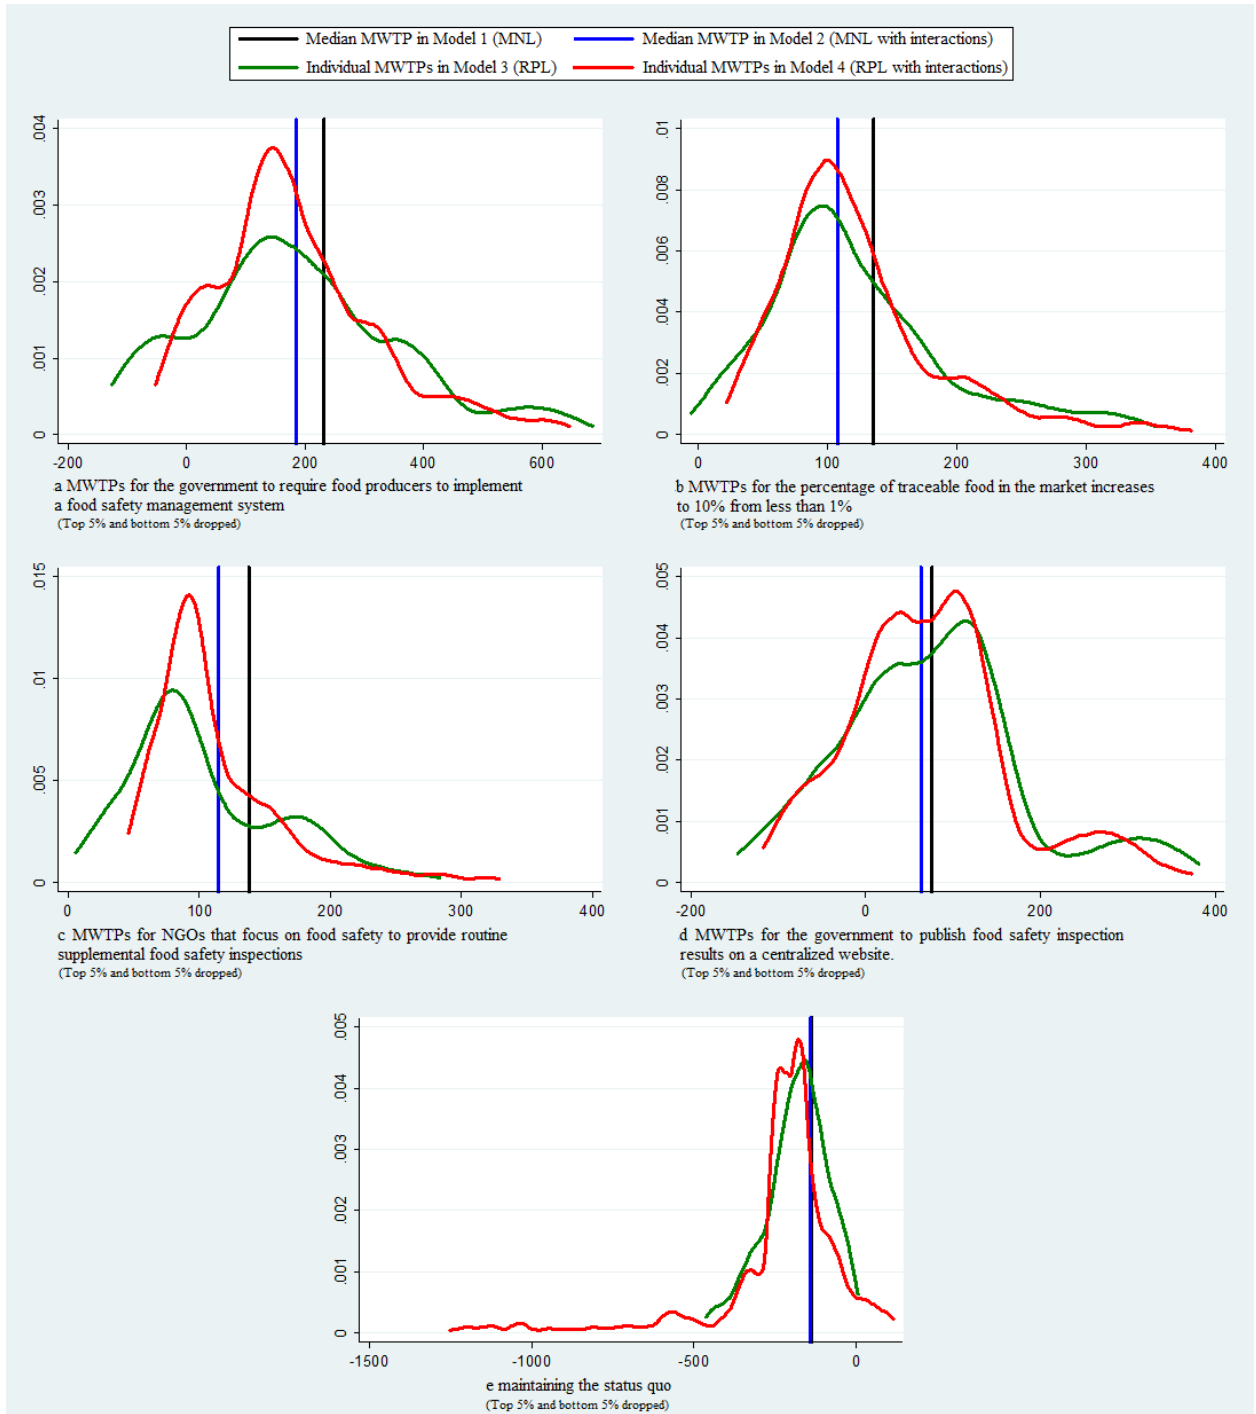 Median MWTP in Model 1 (MNL) Median MWTP in Model 2 (MNL with interactions)
Individual MWTPs in Model 3 (RPL) Individual MWTPs in Model 4 (RPL with interactions)
.004
.003
.002
.001
0
-200 0 200 400 600
a MWTPs for the government to require food producers to implement
a food safety management system
(Top 5% and bottom 5% dropped)
.01
.008
.006
.004
.002
0
0 100 200 300 400
b MWTPs for the percentage of traceable food in the market increases
to 10% from less than 1%
(Top 5% and bottom 5% dropped)
.015
.01
.005
0
0 100 200 300 400
c MWTPs for NGOs that focus on food safety to provide routine
supplemental food safety inspections
(Top 5% and bottom 5% dropped)
.005
.004
.003
.002
.001
0
-200 0 200 400
d MWTPs for the government to publish food safety inspection
results on a centralized website.
(Top 5% and bottom 5% dropped)
.005
.004
.003
.002
.001
0
-1500 -1000 -500 0
e maintaining the status quo
(Top 5% and bottom 5% dropped)